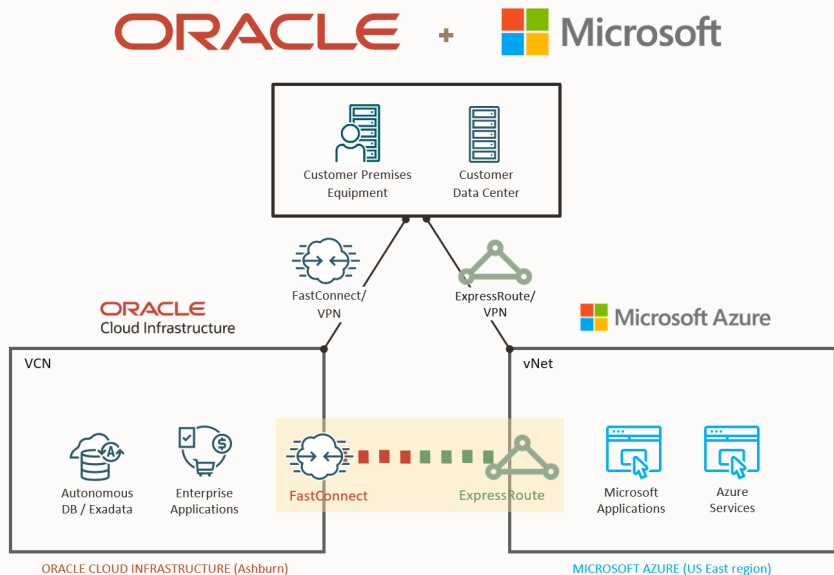 ORACLE + Microsoft
Customer Premises
Equipment
Customer
Data Center
FastConnect/
VPN
ExpressRoute/
VPN
ORACLE
Cloud Infrastructure
Microsoft Azure
VCN
vNet
A
$
Autonomous
DB / Exadata
Enterprise
Applications
FastConnect
ExpressRoute
Microsoft
Applications
Azure
Services
ORACLE CLOUD INFRASTRUCTURE (Ashburn)
MICROSOFT AZURE (US East region)